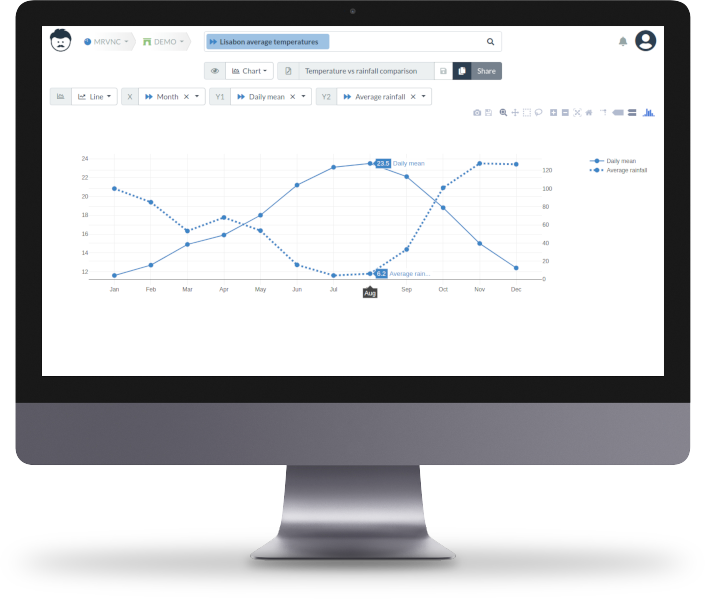 MRVNC DEMO Lisabon average temperatures
Chart Temperature vs rainfall comparison Share
Line X Month Y1 Daily mean Y2 Average rainfall
24
22
20
18
16
14
12
23.5 Daily mean
6.2 Average rain...
120
100
80
60
40
20
0
Daily mean
Average rainfall
Jan Feb Mar Apr May Jun Jul Aug Sep Oct Nov Dec